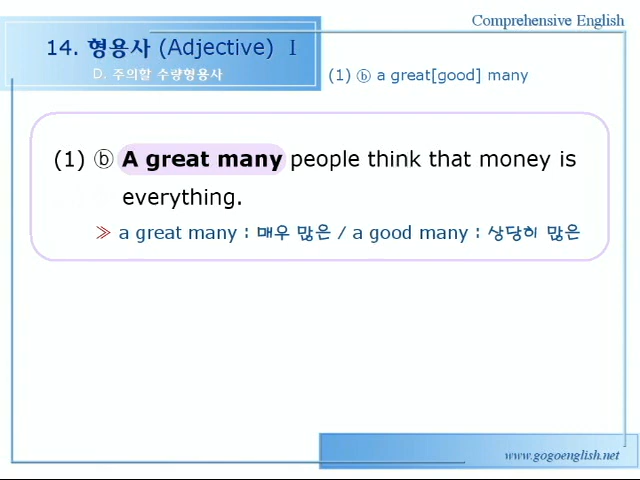 Comprehensive English
14. 형용사 (Adjective) Ⅰ
D. 주의할 수량형용사
(1) ⓑ a great[good] many
(1) ⓑ A great many people think that money is
everything.
≫ a great many : 매우 많은 / a good many : 상당히 많은
www.gogoenglish.net